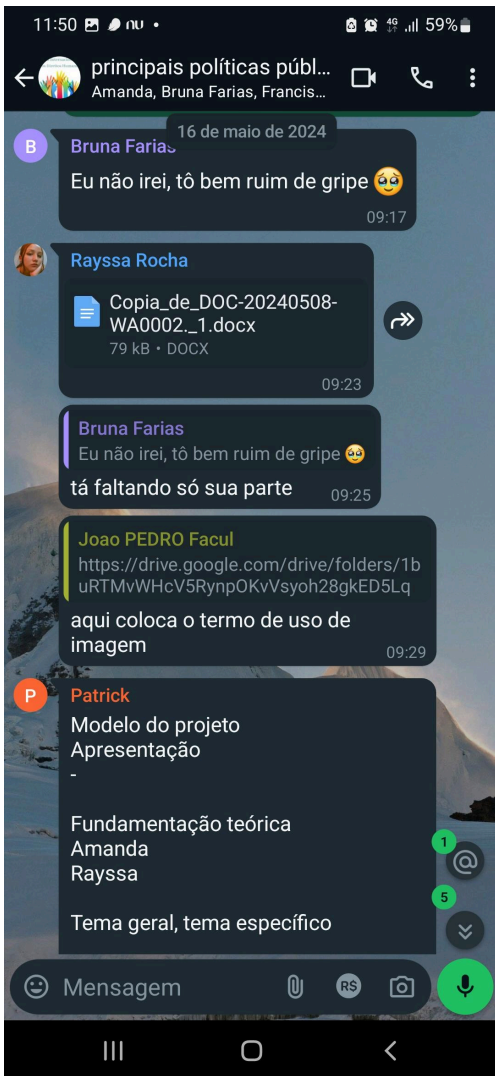 11:50
4G
59%
principais políticas públ...
Amanda, Bruna Farias, Francis...
16 de maio de 2024
B
Bruna Farias
Eu não irei, tô bem ruim de gripe 🥹
09:17
Rayssa Rocha
Copia_de_DOC-20240508-
WA0002._1.docx
79 kB • DOCX
09:23
Bruna Farias
Eu não irei, tô bem ruim de gripe 🥹
tá faltando só sua parte
09:25
Joao PEDRO Facul
https://drive.google.com/drive/folders/1b
uRTMvWHcV5RynpOKvVsyoh28gkED5Lq
aqui coloca o termo de uso de
imagem
09:29
P
Patrick
Modelo do projeto
Apresentação
-
Fundamentação teórica
Amanda
Rayssa
1
@
5
Tema geral, tema específico
Mensagem
R$